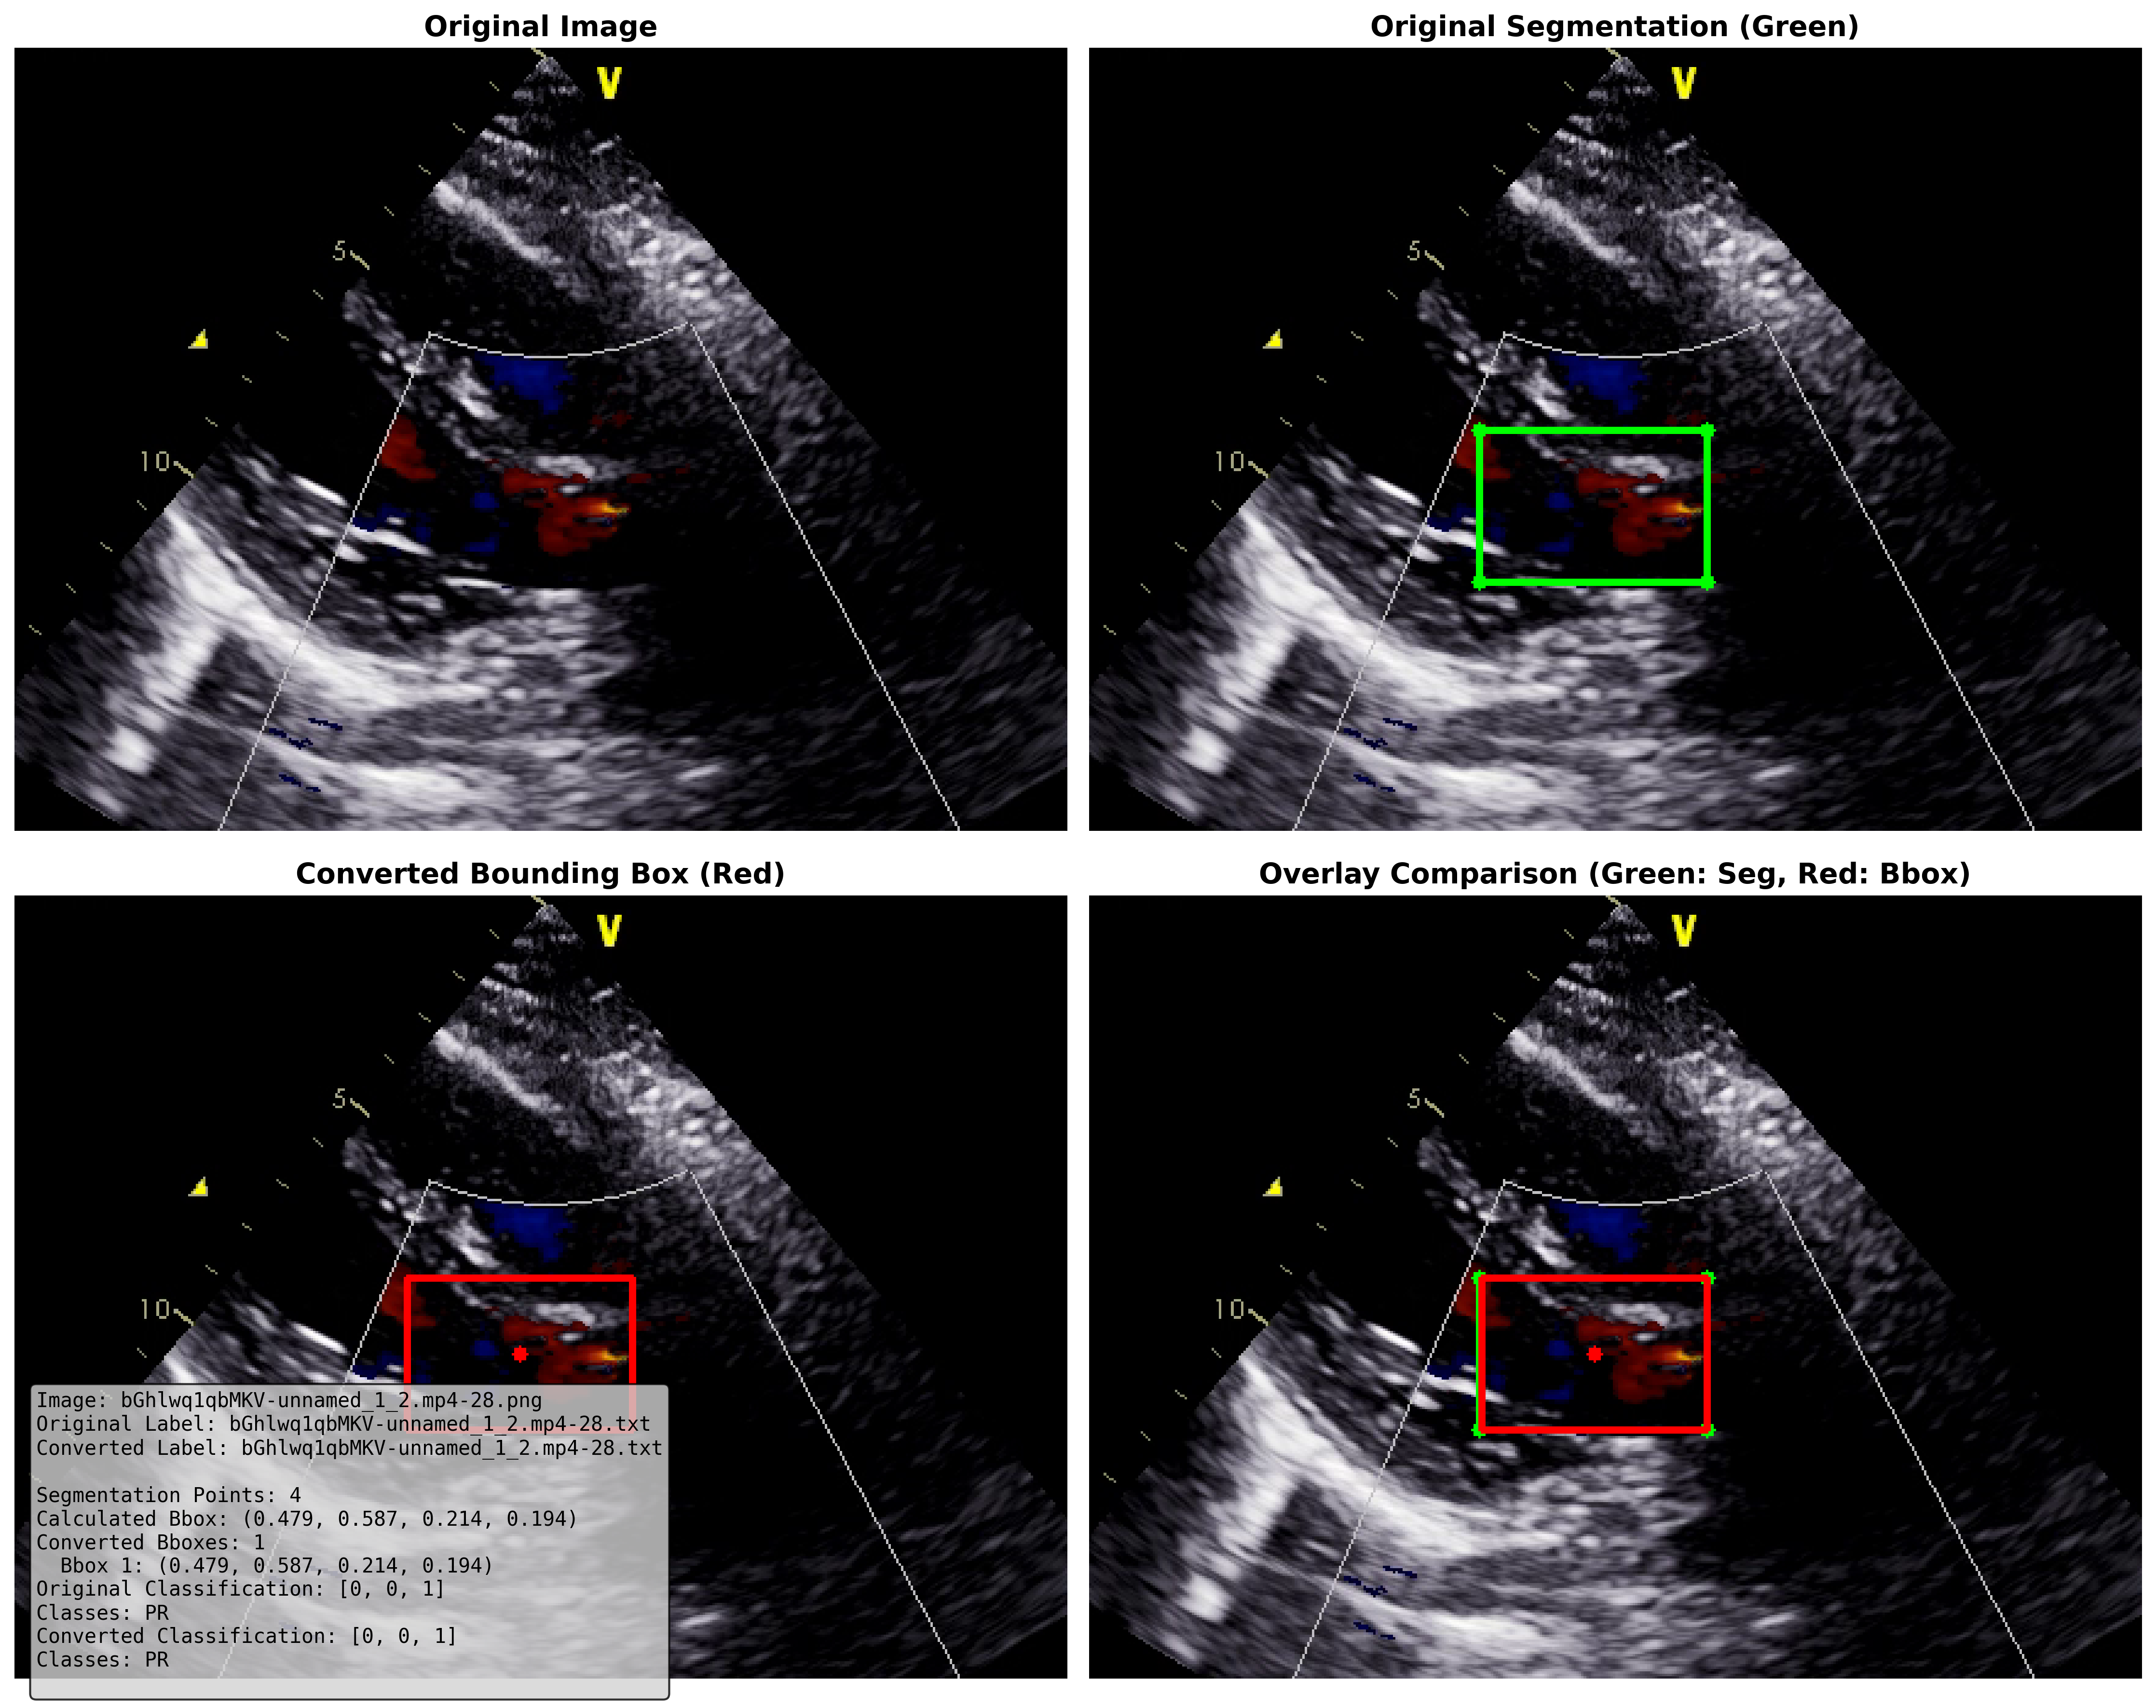 Original Image
Original Segmentation (Green)
V
5
10
V
5
10
Converted Bounding Box (Red)
Overlay Comparison (Green: Seg, Red: Bbox)
V
5
10
V
5
10
Image: bGhlwq1qbMKV-unnamed_1_2.mp4-28.png
Original Label: bGhlwq1qbMKV-unnamed_1_2.mp4-28.txt
Converted Label: bGhlwq1qbMKV-unnamed_1_2.mp4-28.txt
Segmentation Points: 4
Calculated Bbox: (0.479, 0.587, 0.214, 0.194)
Converted Bboxes: 1
Bbox 1: (0.479, 0.587, 0.214, 0.194)
Original Classification: [0, 0, 1]
Classes: PR
Converted Classification: [0, 0, 1]
Classes: PR